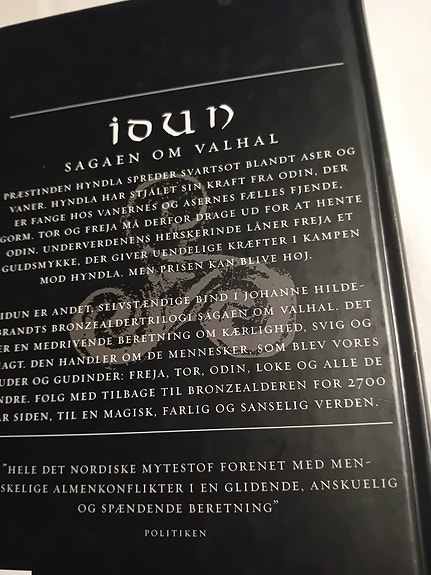 idun
SAGAEN OM VALHAL
PRÆSTINDEN HYNDLA SPREDER SVARTSOT BLANDT ASER OG
VANER. HYNDLA HAR STJÅLET SIN KRAFT FRA ODIN, DER
ER FANGE HOS VANERNES OG ASERNES FÆLLES FJENDE,
GORM. TOR OG FREJA MÅ DERFOR DRAGE UD FOR AT HENTE
ODIN. UNDERVERDENENS HERSKERINDE LÅNER FREJA ET
GULDSMYKKE, DER GIVER UENDELIGE KRÆFTER I KAMPEN
MOD HYNDLA. MEN PRISEN KAN BLIVE HØJ.
IDUN ER ANDET, SELVSTÆNDIGE BIND I JOHANNE HILDE-
BRANDTS BRONZEALDERTRILOGI SAGAEN OM VALHAL. DET
ER EN MEDRIVENDE BERETNING OM KÆRLIGHED, SVIG OG
MAGT. DEN HANDLER OM DE MENNESKER, SOM BLEV VORES
UDER OG GUDINDER: FREJA, TOR, ODIN, LOKE OG ALLE DE
NDRE. FØLG MED TILBAGE TIL BRONZEALDEREN FOR 2700
ÅR SIDEN, TIL EN MAGISK, FARLIG OG SANSELIG VERDEN.
"HELE DET NORDISKE MYTESTOF FORENET MED MEN-
SKELIGE ALMENKONFLIKTER I EN GLIDENDE, ANSKUELIG
OG SPÆNDENDE BERETNING"
POLITIKEN